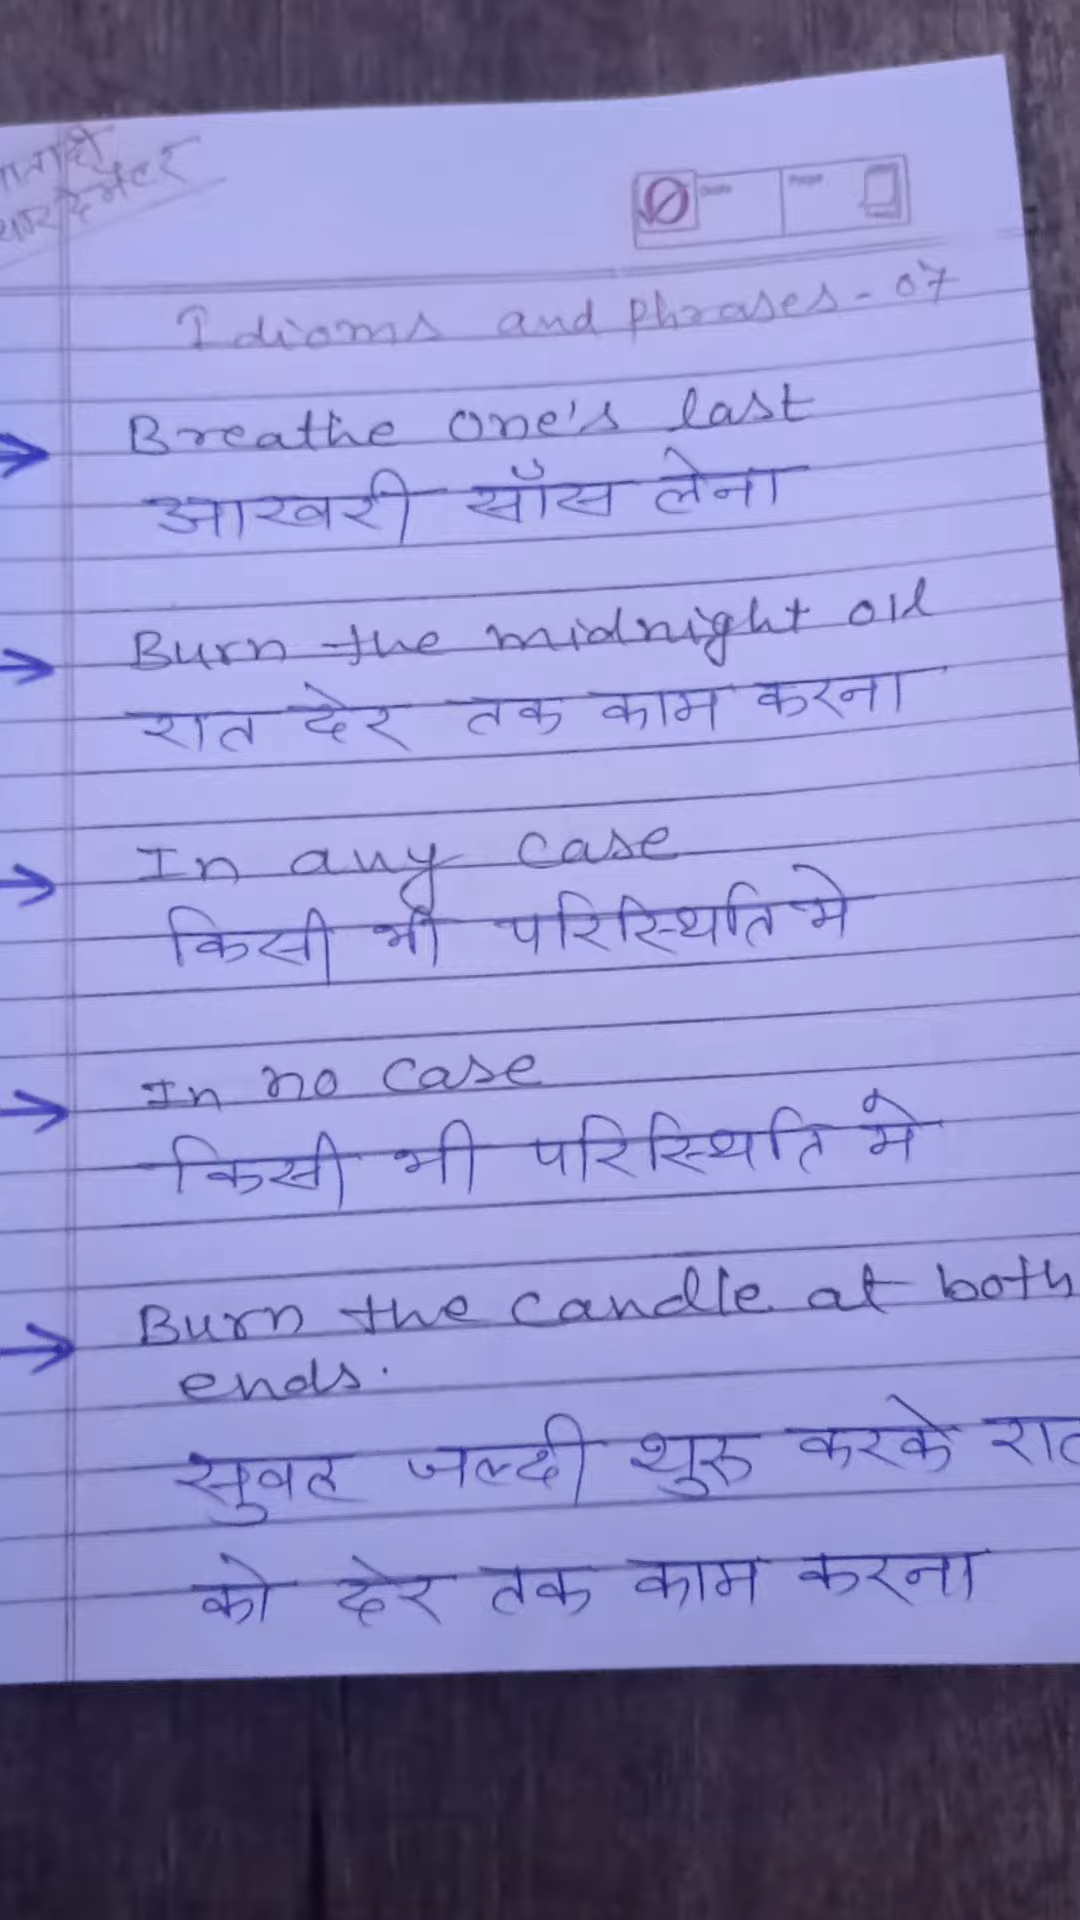 Idioms and Phrases - 07
Breathe one's last
आखरी साँस लेना
Burn the midnight oil
रात देर तक काम करना
In any case
किसी भी परिस्थिति मे
In no case
किसी भी परिस्थिति मे
Burn the candle at both
ends.
सुवह जल्दी शुरू करके रात
को देर तक काम करना